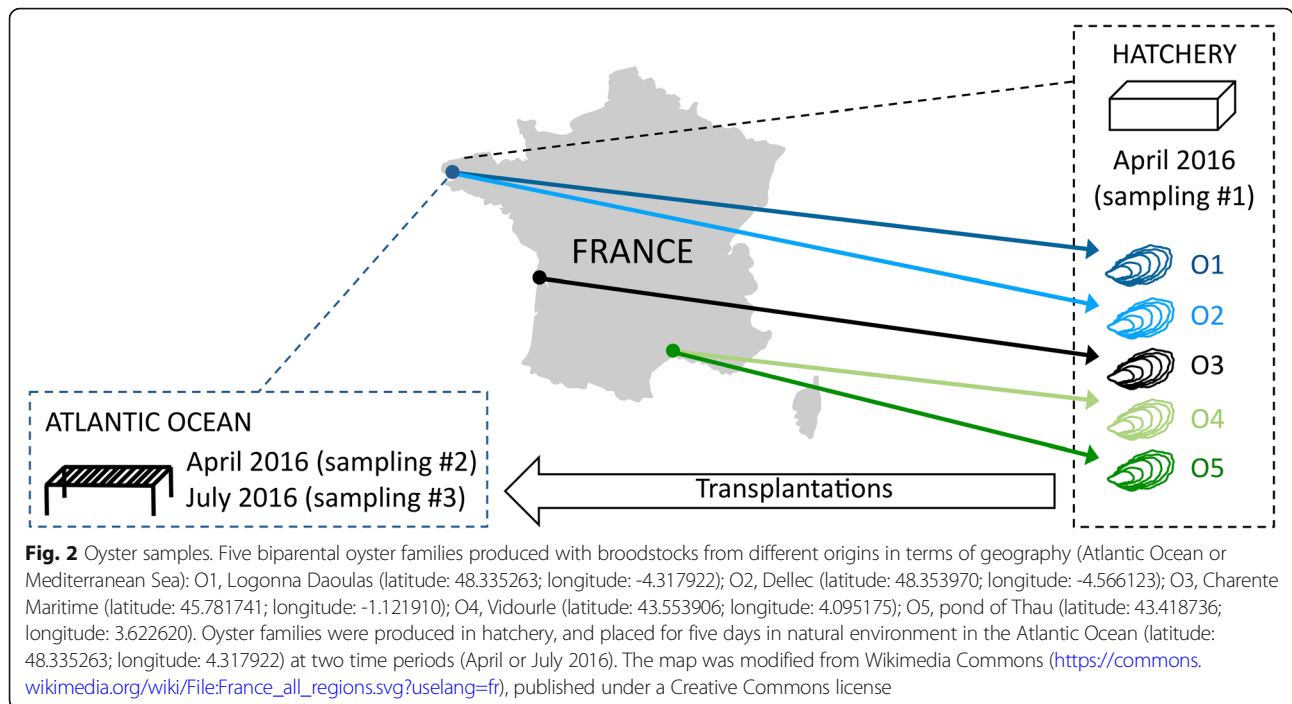 HATCHERY
April 2016
(sampling #1)
FRANCE
O1
O2
O3
O4
O5
ATLANTIC OCEAN
April 2016 (sampling #2)
July 2016 (sampling #3)
Transplantations
Fig. 2 Oyster samples. Five biparental oyster families produced with broodstocks from different origins in terms of geography (Atlantic Ocean or
Mediterranean Sea): O1, Logonna Daoulas (latitude: 48.335263; longitude: -4.317922); O2, Dellec (latitude: 48.353970; longitude: -4.566123); O3, Charente
Maritime (latitude: 45.781741; longitude: -1.121910); O4, Vidourle (latitude: 43.553906; longitude: 4.095175); O5, pond of Thau (latitude: 43.418736;
longitude: 3.622620). Oyster families were produced in hatchery, and placed for five days in natural environment in the Atlantic Ocean (latitude:
48.335263; longitude: 4.317922) at two time periods (April or July 2016). The map was modified from Wikimedia Commons (https://commons.
wikimedia.org/wiki/File:France_all_regions.svg?uselang=fr), published under a Creative Commons license